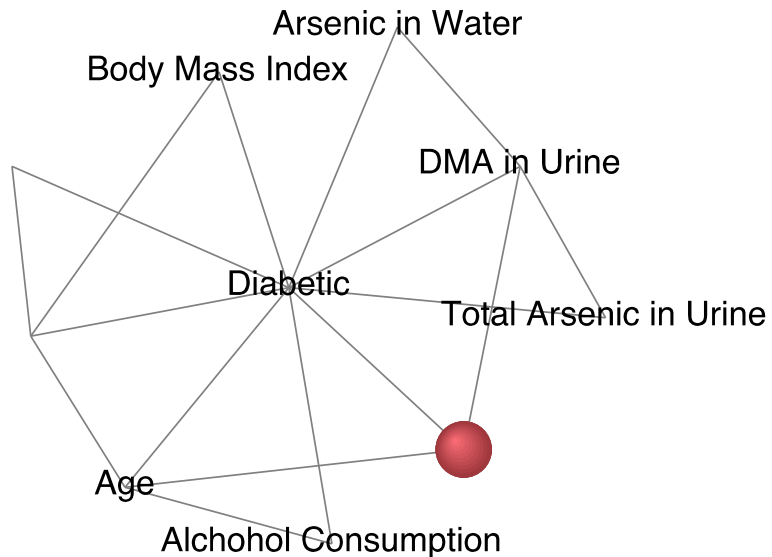 Arsenic in Water
Body Mass Index
DMA in Urine
Diabetic
Total Arsenic in Urine
Age
Alchohol Consumption